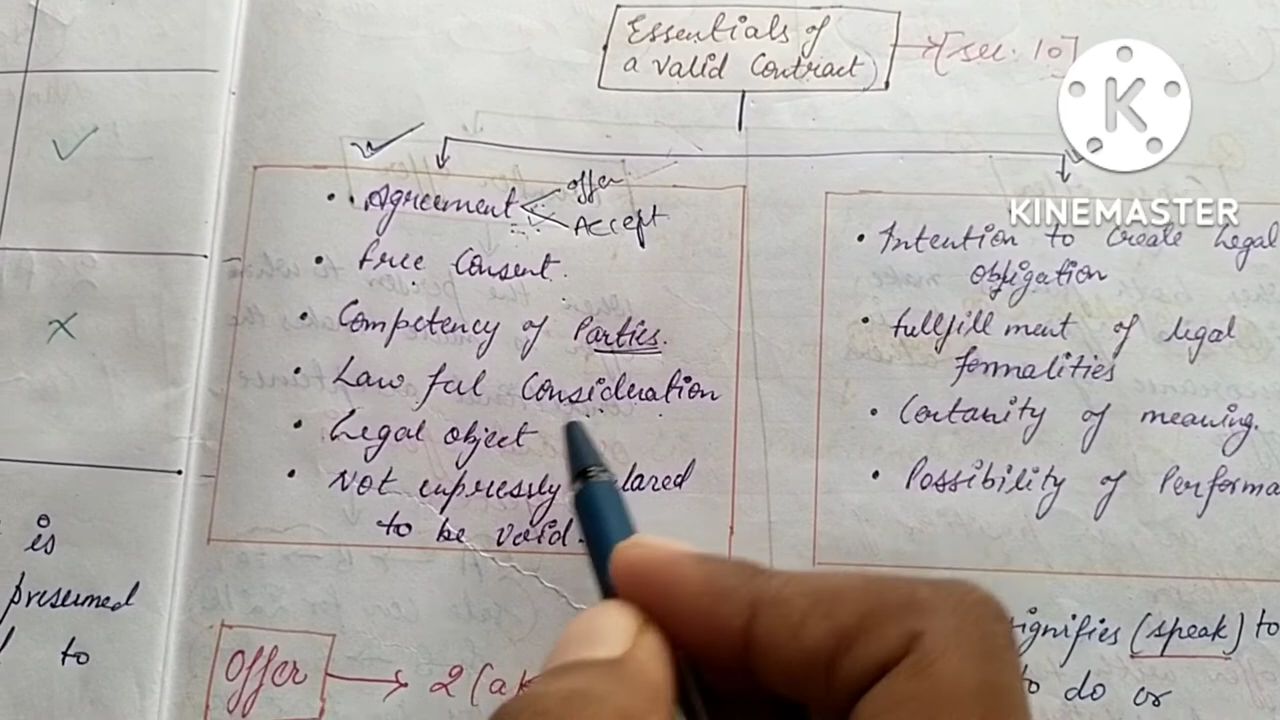 Essentials of
a valid Contract
[sec. 10]
K
KINEMASTER
• Agreement
offer
Accept
• free Consent.
• Competency of Parties.
• Lawful Consideration
• Legal object
• Not expressly
to be void.
• Intention to Create Legal
obligation
• fullfillment of legal
formalities
• Certanity of meaning.
• Possibility of Performa
is
presumed
to
offer
2(a
signifies (speak) to
to do or